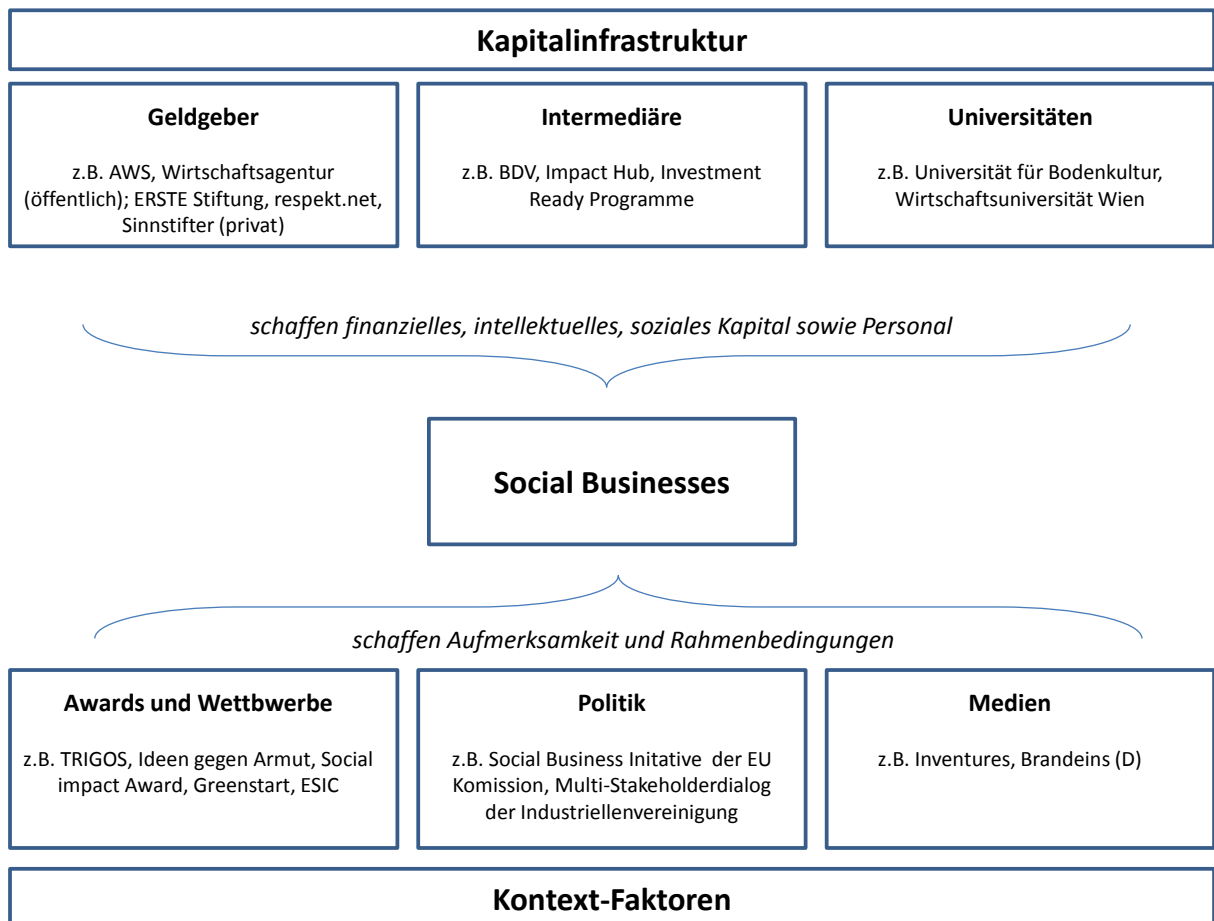 Kapitalinfrastruktur
Geldgeber
z.B. AWS, Wirtschaftsagentur
(öffentlich); ERSTE Stiftung, respekt.net,
Sinnstifter (privat)
Intermediäre
z.B. BDV, Impact Hub, Investment
Ready Programme
Universitäten
z.B. Universität für Bodenkultur,
Wirtschaftsuniversität Wien
schaffen finanzielles, intellektuelles, soziales Kapital sowie Personal
Social Businesses
schaffen Aufmerksamkeit und Rahmenbedingungen
Awards und Wettbwerbe
z.B. TRIGOS, Ideen gegen Armut, Social
impact Award, Greenstart, ESIC
Politik
z.B. Social Business Initative der EU
Komission, Multi-Stakeholderdialog
der Industriellenvereinigung
Medien
z.B. Inventures, Brandeins (D)
Kontext-Faktoren